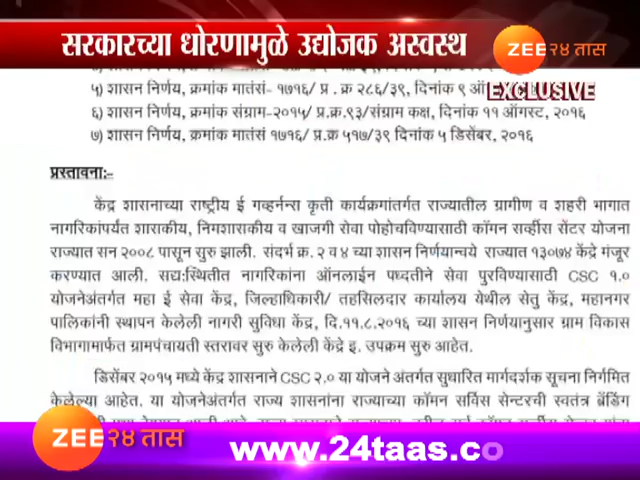 सरकारच्या धोरणामुळे उद्योजक अस्वस्थ
ZEE २४ तास
EXCLUSIVE
५) शासन निर्णय, क्रमांक मातंसं- १७१६/ प्र . क्र २८६/३९, दिनांक ९
६) शासन निर्णय, क्रमांक संग्राम-२०१५/ प्र.क्र.९३/संग्राम कक्ष, दिनांक ११ ऑगस्ट, २०१६
७) शासन निर्णय, क्रमांक मातंसं १७१६/ प्र.क्र ५१७/३९ दिनांक ५ डिसेंबर, २०१६
प्रस्तावना:-
केंद्र शासनाच्या राष्ट्रीय ई गव्हर्नन्स कृती कार्यक्रमांतर्गत राज्यातील ग्रामीण व शहरी भागात
नागरिकांपर्यंत शासकीय, निमशासकीय व खाजगी सेवा पोहोचविण्यासाठी कॉमन सर्व्हीस सेंटर योजना
राज्यात सन २००८ पासून सुरु झाली. संदर्भ क्र. २ व ४ च्या शासन निर्णयान्वये राज्यात १३०७४ केंद्रे मंजूर
करण्यात आली. सद्य:स्थितीत नागरिकांना ऑनलाईन पध्दतीने सेवा पुरविण्यासाठी CSC १.०
योजनेअंतर्गत महा ई सेवा केंद्र, जिल्हाधिकारी/ तहसिलदार कार्यालय येथील सेतु केंद्र, महानगर
पालिकांनी स्थापन केलेली नागरी सुविधा केंद्र, दि.११.८.२०१६ च्या शासन निर्णयानुसार ग्राम विकास
विभागामार्फत ग्रामपंचायती स्तरावर सुरु केलेली केंद्रे इ. उपक्रम सुरु आहेत.
डिसेंबर २०१५ मध्ये केंद्र शासनाने CSC २.० या योजने अंतर्गत सुधारित मार्गदर्शक सूचना निर्गमित
केलेल्या आहेत. या योजनेअंतर्गत राज्य शासनांना राज्याच्या कॉमन सर्विस सेन्टरची स्वतंत्र ब्रँडिंग
ZEE २४ तास
www.24taas.co